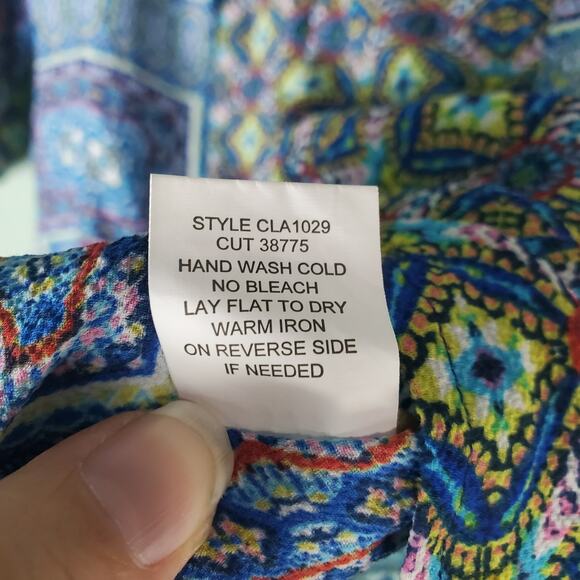 STYLE CLA1029
CUT 38775
HAND WASH COLD
NO BLEACH
LAY FLAT TO DRY
WARM IRON
ON REVERSE SIDE
IF NEEDED